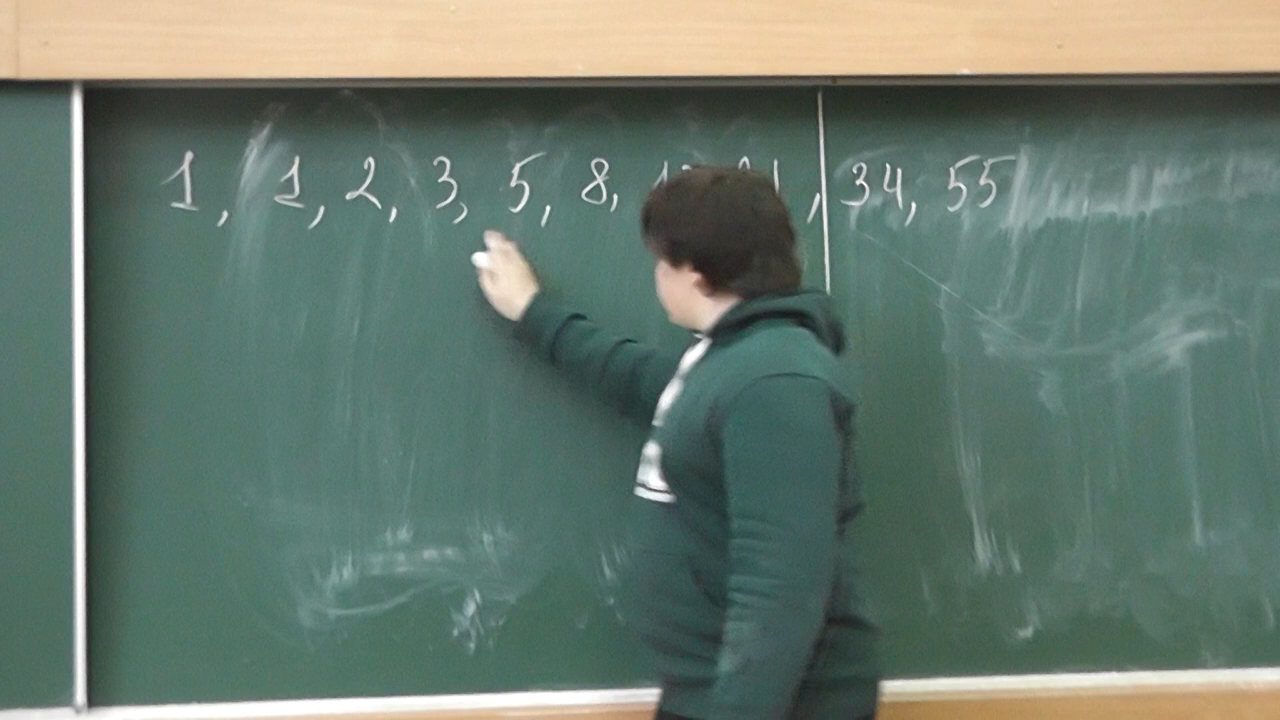 1, 1, 2, 3, 5, 8, 34, 55